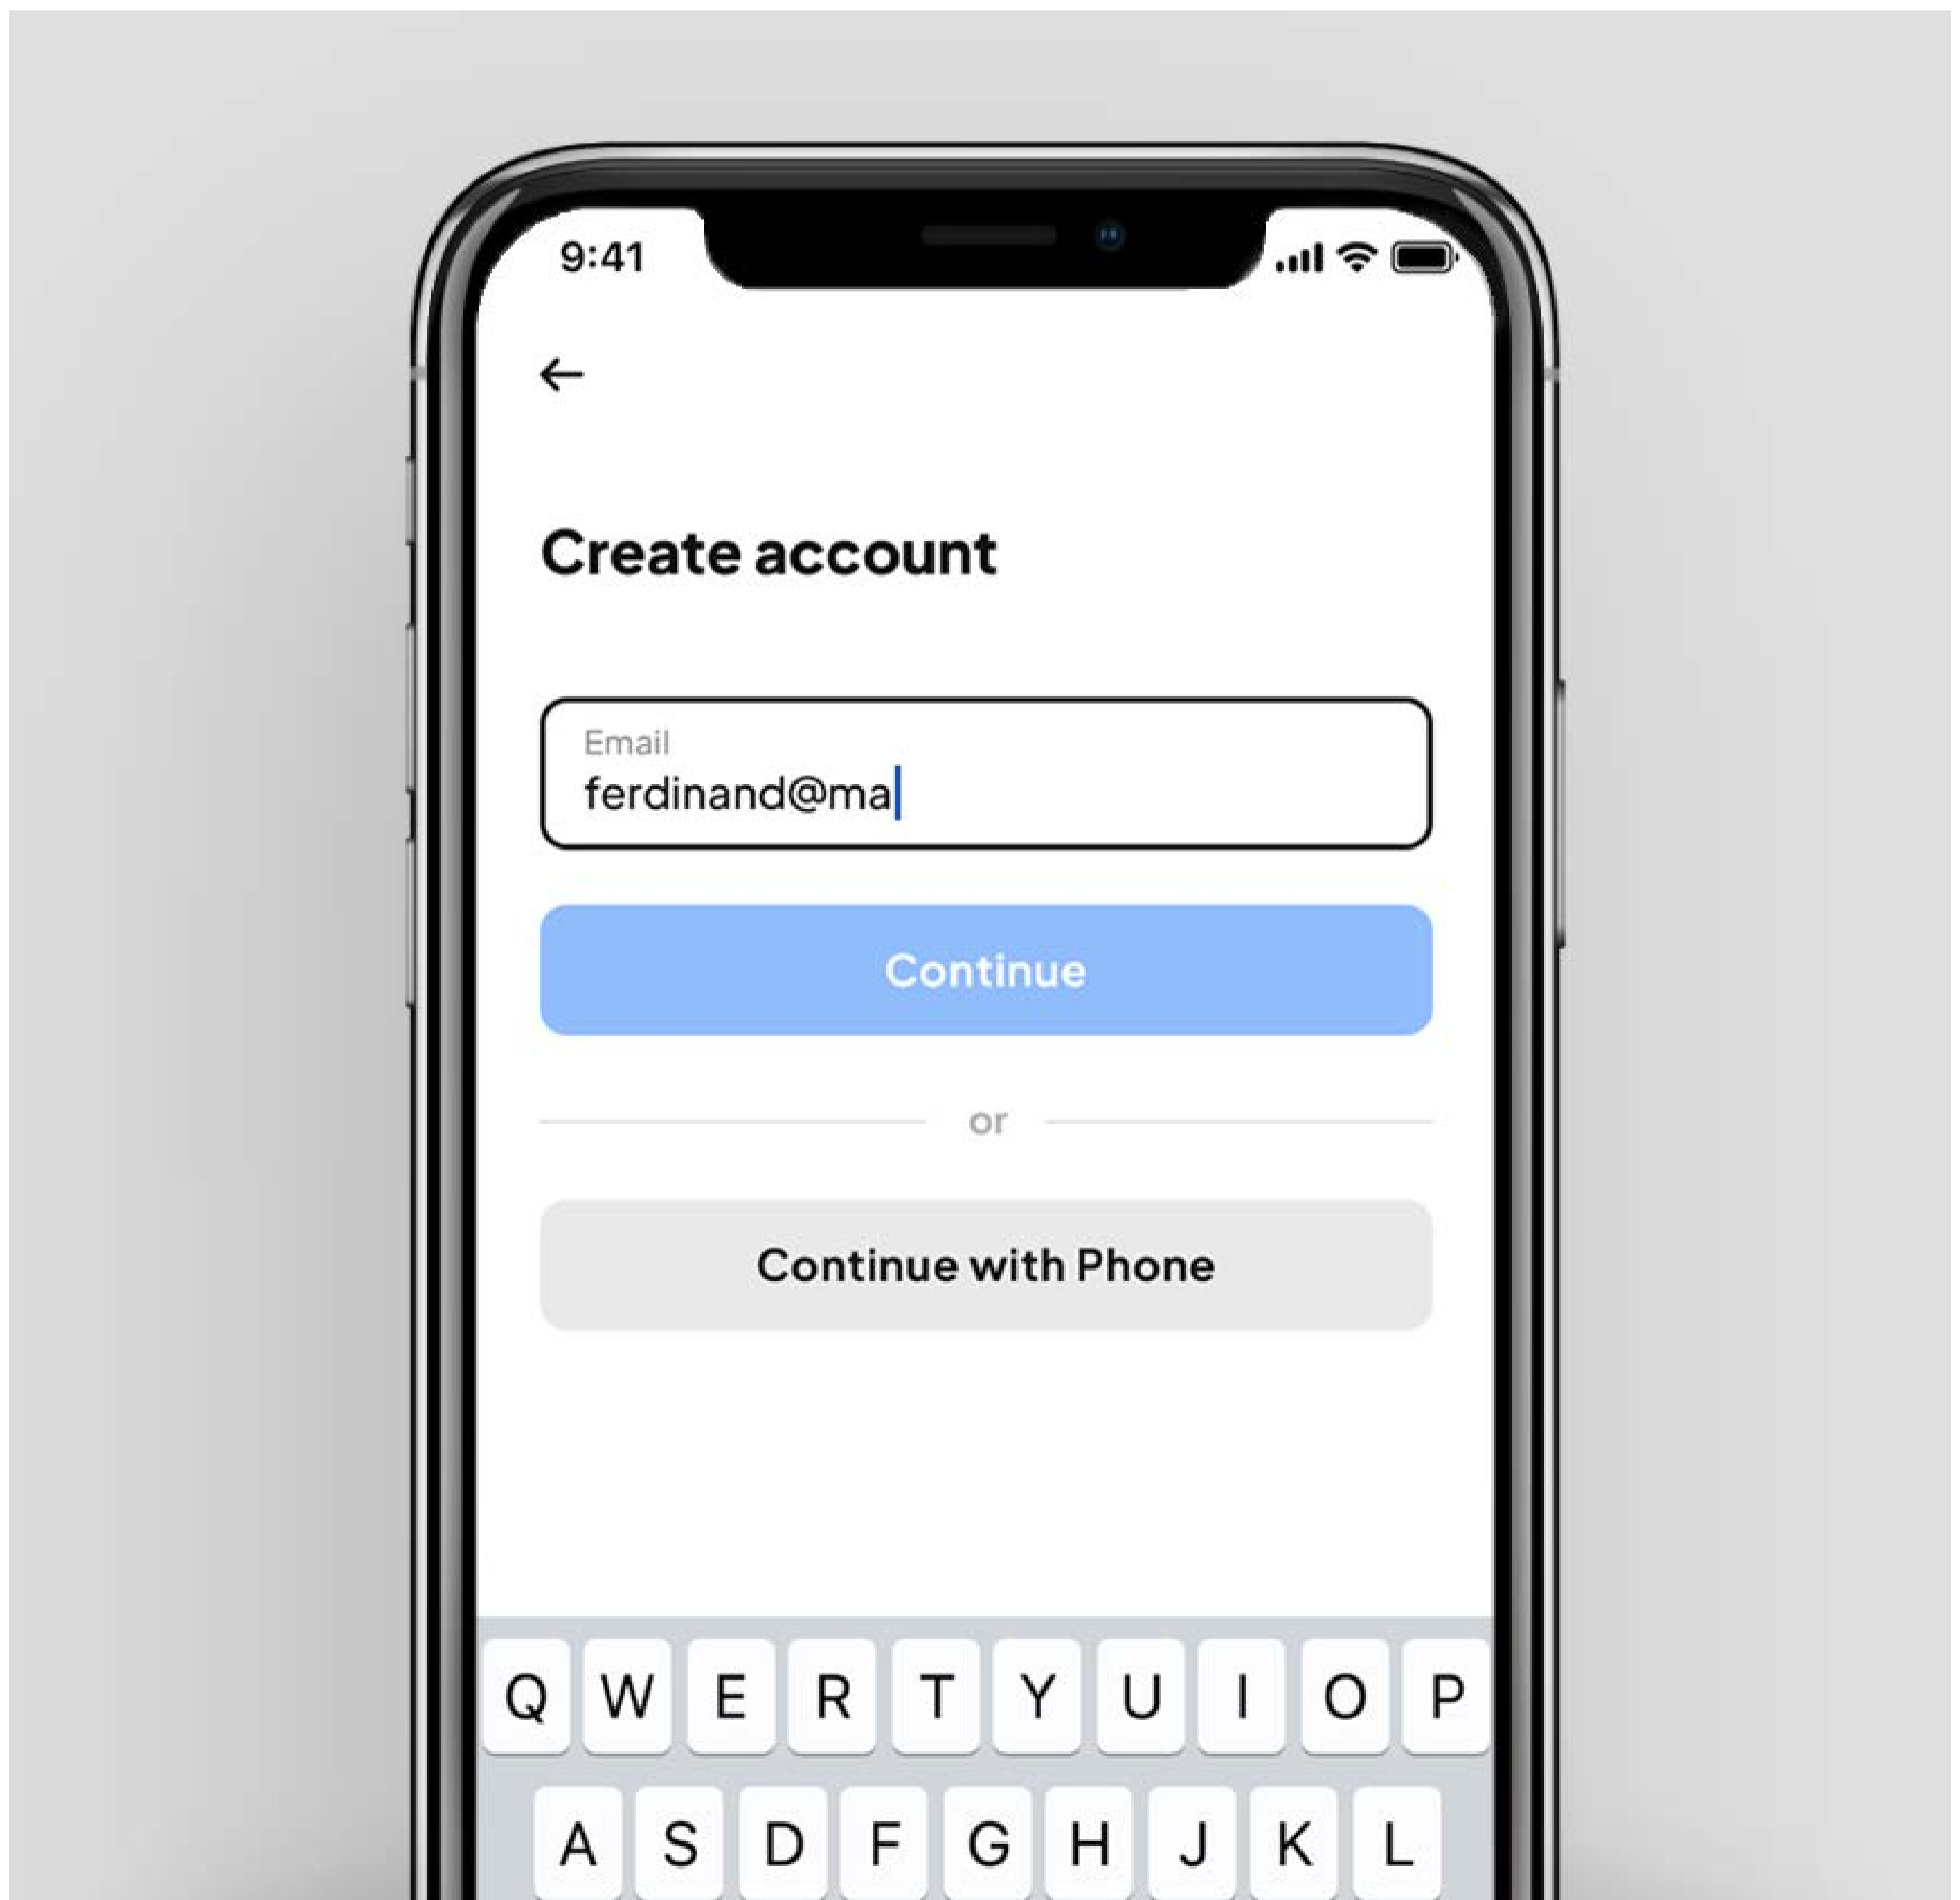 9:41
Create account
Email
ferdinand@ma
Continue
or
Continue with Phone
Q W E R T Y U I O P
A S D F G H J K L